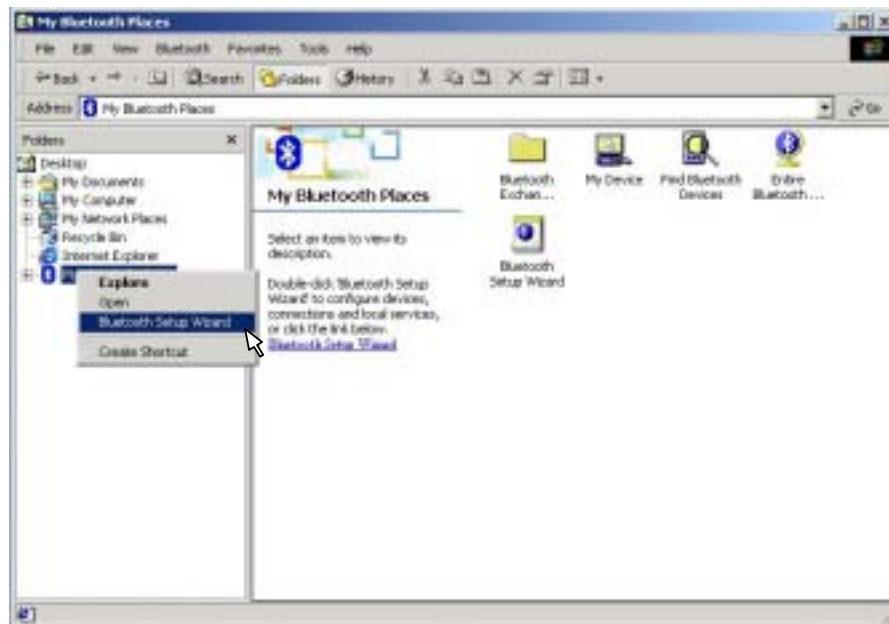 My Bluetooth Places
File Edit View Bluetooth Favorites Tools Help
Back Search Folders History
Address My Bluetooth Places Go
Folders
Desktop
My Documents
My Computer
My Network Places
Recycle Bin
Internet Explorer
Explore
Open
Bluetooth Setup Wizard
Create Shortcut
My Bluetooth Places
Select an item to view its
description.
Double-click 'Bluetooth Setup
Wizard' to configure devices,
connections and local services,
or click the link below.
Bluetooth Setup Wizard
Bluetooth
Exchan...
My Device
Find Bluetooth
Devices
Entire
Bluetooth ...
Bluetooth
Setup Wizard